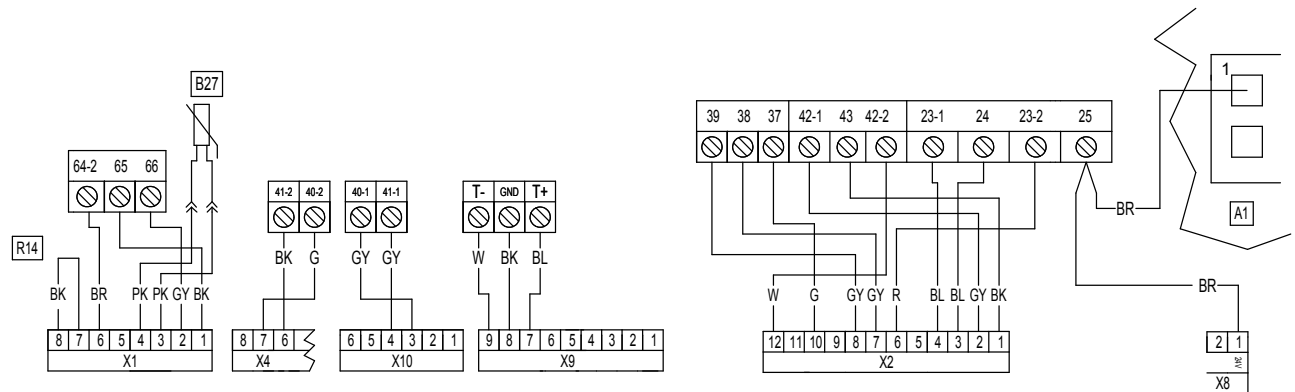 B27
64-2 65 66
R14
BK BR PK PK GY BK
8 7 6 5 4 3 2 1
X1
41-2 40-2
BK G
8 7 6
X4
40-1 41-1
GY GY
6 5 4 3 2 1
X10
T- GND T+
W BK BL
9 8 7 6 5 4 3 2 1
X9
39 38 37 42-1 43 42-2 23-1 24 23-2 25
W G GY GY R BL BL GY BK
12 11 10 9 8 7 6 5 4 3 2 1
X2
1
A1
BR
BR
2 1
24V
X8